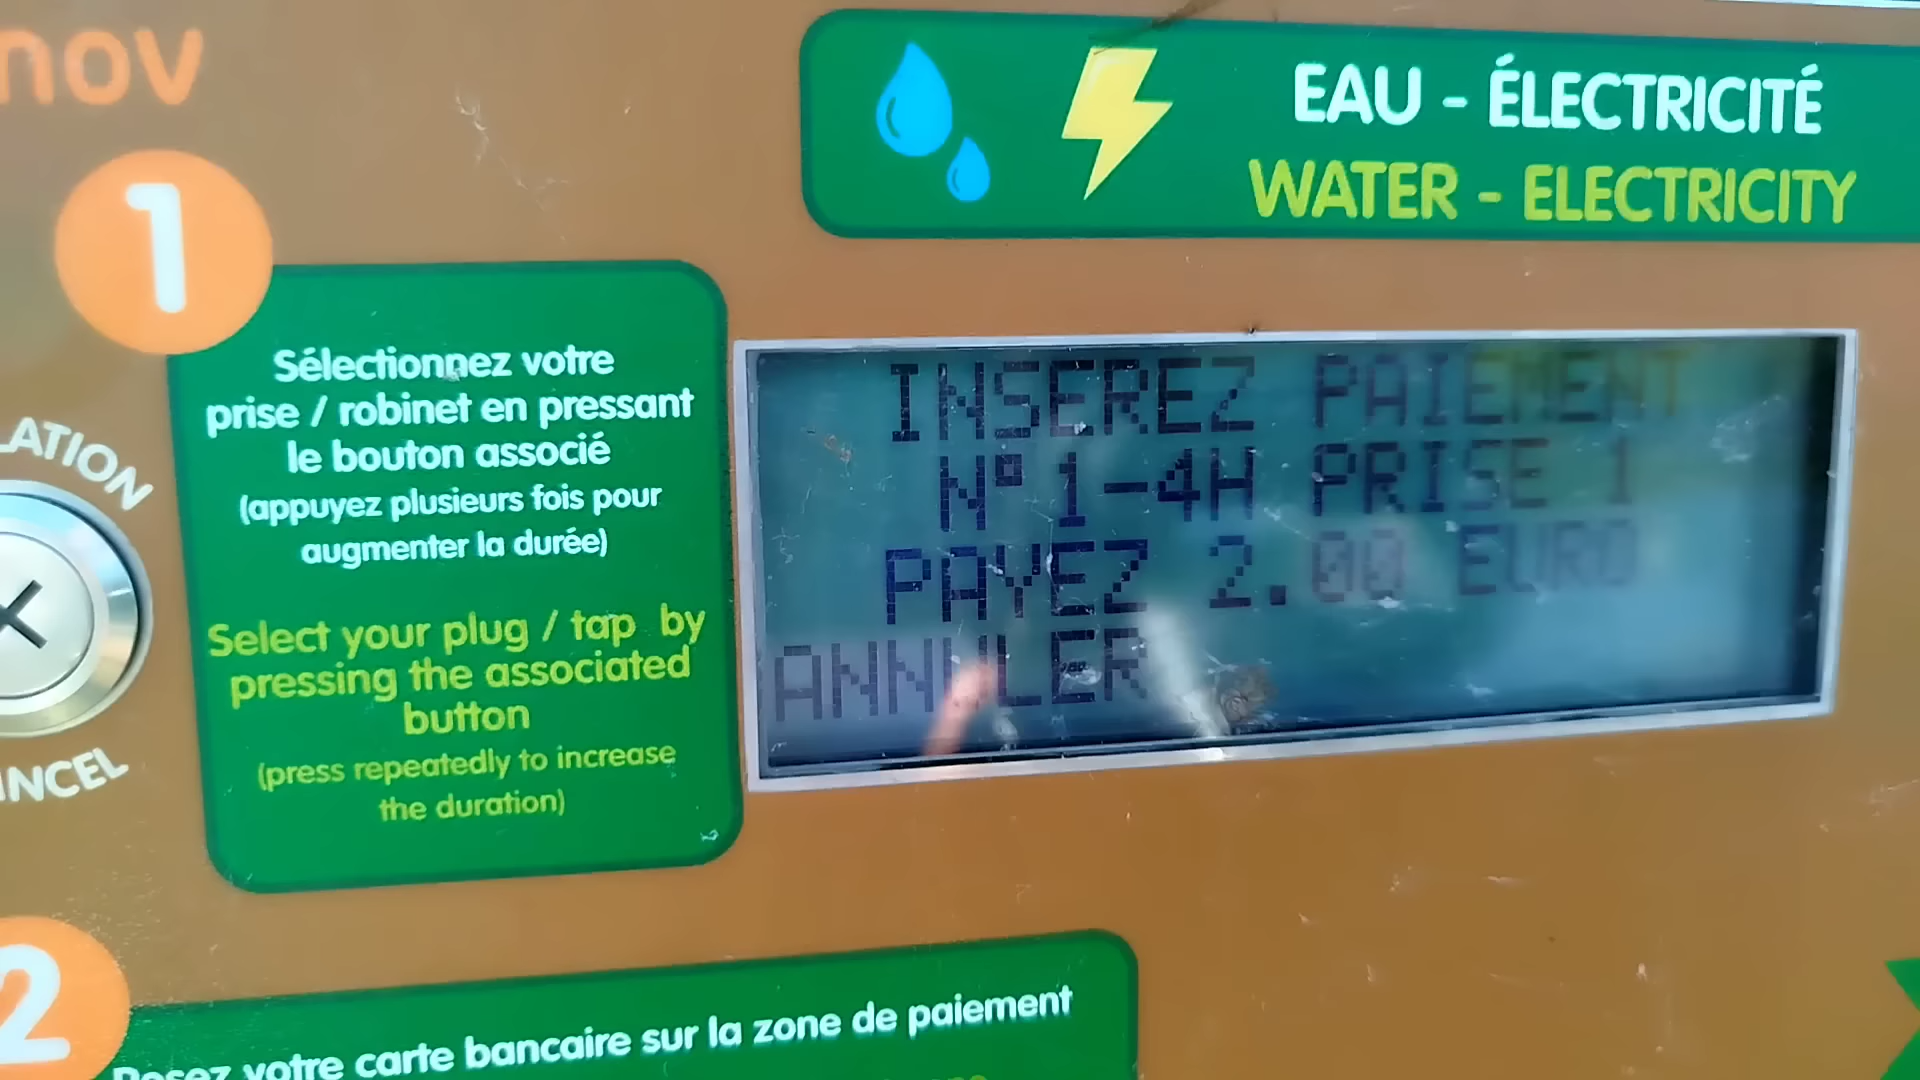 nov
EAU - ÉLECTRICITÉ
WATER - ELECTRICITY
1
Sélectionnez votre
prise / robinet en pressant
le bouton associé
(appuyez plusieurs fois pour
augmenter la durée)
Select your plug / tap by
pressing the associated
button
(press repeatedly to increase
the duration)
LATION
NCEL
INSEREZ PAIEMENT
Nº1-4H PRISE 1
PAYEZ 2.00 EURO
ANNULER
2
Posez votre carte bancaire sur la zone de paiement